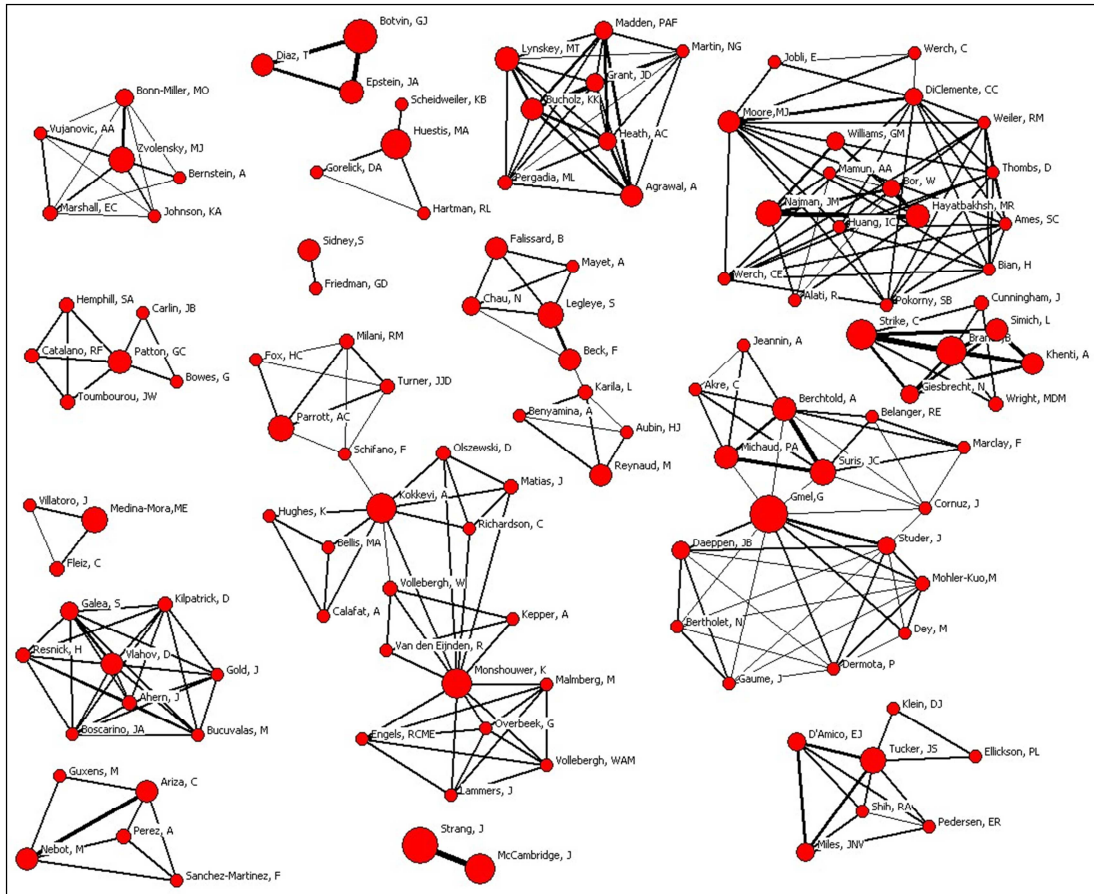 Botvin, GJ
Diaz, T
Epstein, JA
Madden, PAF
Lynskey, MT
Martin, NG
Grant, JD
Bucholz, KK
Heath, AC
Pergadia, ML
Agrawal, A
Jobli, E
Werch, C
DiClemente, CC
Moore,MJ
Weiler, RM
Williams, GM
Mamun, AA
Thombs, D
Bor, W
Najman, JM
Hayatbakhsh, MR
Huang, IC
Ames, SC
Bian, H
Werch, CE
Alati, R
Pokorny, SB
Bonn-Miller, MO
Vujanovic, AA
Zvolensky, MJ
Bernstein, A
Marshall, EC
Johnson, KA
Scheidweiler, KB
Huestis, MA
Gorelick, DA
Hartman, RL
Sidney,S
Friedman, GD
Falissard, B
Mayet, A
Chau, N
Legleye, S
Beck, F
Karila, L
Benyamina, A
Aubin, HJ
Reynaud, M
Cunningham, J
Strike, C
Simich, L
Khenti, A
Giesbrecht, N
Wright, MDM
Hemphill, SA
Carlin, JB
Catalano, RF
Patton, GC
Bowes, G
Toumbourou, JW
Milani, RM
Fox, HC
Turner, JJD
Parrott, AC
Schifano, F
Jeannin, A
Akre, C
Berchtold, A
Belanger, RE
Michaud, PA
Suris, JC
Marclay, F
Gmel,G
Cornuz, J
Daeppen, JB
Studer, J
Mohler-Kuo,M
Bertholet, N
Dey, M
Dermota, P
Gaume, J
Olszewski, D
Kokkevi, A
Matias, J
Hughes, K
Richardson, C
Bellis, MA
Vollebergh, W
Calafat, A
Kepper, A
Van den Eijnden, R
Monshouwer, K
Malmberg, M
Overbeek, G
Engels, RCME
Vollebergh, WAM
Lammers, J
Villatoro, J
Medina-Mora,ME
Fleiz, C
Galea, S
Kilpatrick, D
Resnick, H
Vlahov, D
Gold, J
Ahern, J
Boscarino, JA
Bucuvalas, M
Guxens, M
Ariza, C
Perez, A
Nebot, M
Sanchez-Martinez, F
Strang, J
McCambridge, J
Klein, DJ
D'Amico, EJ
Tucker, JS
Ellickson, PL
Shih, RA
Pedersen, ER
Miles, JNV